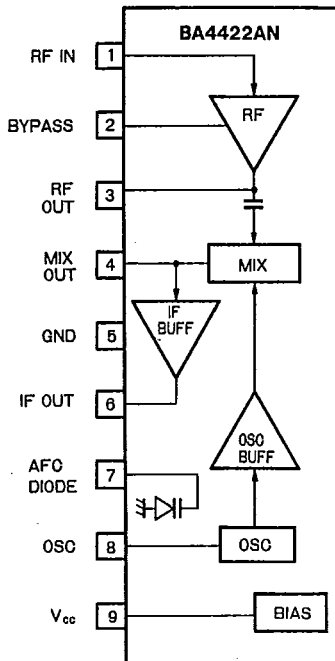 BA4422AN
RF IN
1
RF
BYPASS
2
RF
OUT
3
MIX
OUT
4
MIX
IF
BUFF
GND
5
IF OUT
6
OSC
BUFF
AFC
DIODE
7
OSC
8
OSC
Vcc
9
BIAS